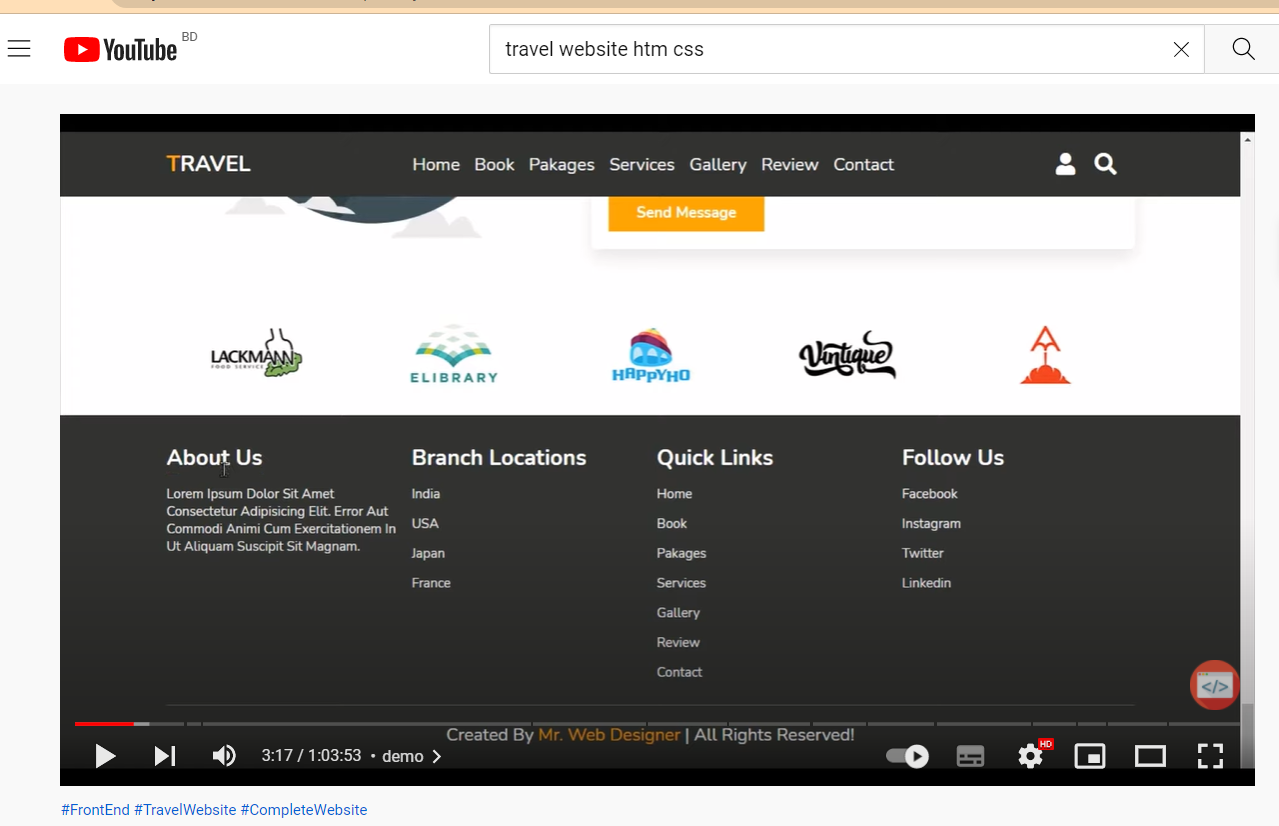 YouTube BD
travel website htm css
TRAVEL
Home Book Pakages Services Gallery Review Contact
Send Message
LACKMANN
FOOD SERVICE
ELIBRARY
HAPPYHO
Vintique
About Us
Lorem Ipsum Dolor Sit Amet
Consectetur Adipisicing Elit. Error Aut
Commodi Animi Cum Exercitationem In
Ut Aliquam Suscipit Sit Magnam.
Branch Locations
India
USA
Japan
France
Quick Links
Home
Book
Pakages
Services
Gallery
Review
Contact
Follow Us
Facebook
Instagram
Twitter
Linkedin
</>
Created By Mr. Web Designer | All Rights Reserved!
3:17 / 1:03:53 • demo
HD
#FrontEnd #TravelWebsite #CompleteWebsite